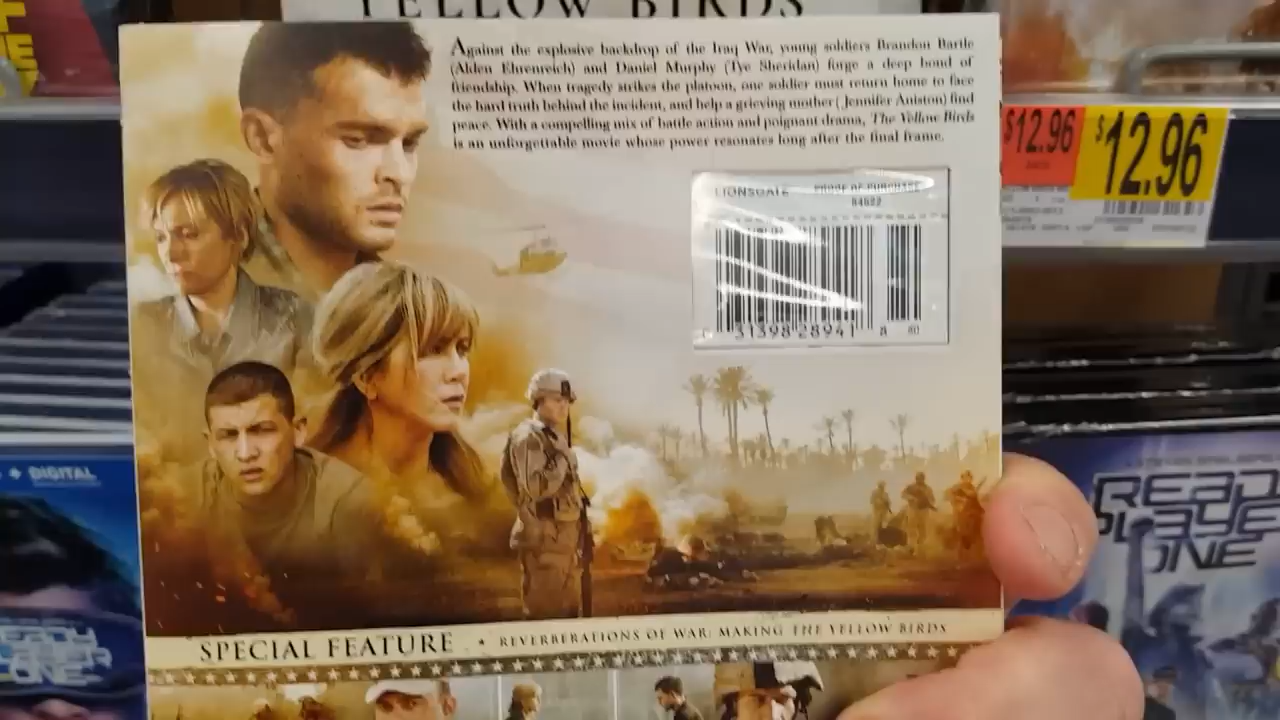 YELLOW BIRDS
Against the explosive backdrop of the Iraq War, young soldiers Brandon Bartle
(Alden Ehrenreich) and Daniel Murphy (Tye Sheridan) forge a deep bond of
friendship. When tragedy strikes the platoon, one soldier must return home to face
the hard truth behind the incident, and help a grieving mother (Jennifer Aniston) find
peace. With a compelling mix of battle action and poignant drama, The Yellow Birds
is an unforgettable movie whose power resonates long after the final frame.
$12.96
$12.96
LIONSGATE PROOF OF PURCHASE
54522
31398 28941 8
+ DIGITAL
READY
PLAYER
ONE
READY
PLAYER
ONE
SPECIAL FEATURE • REVERBERATIONS OF WAR: MAKING THE YELLOW BIRDS